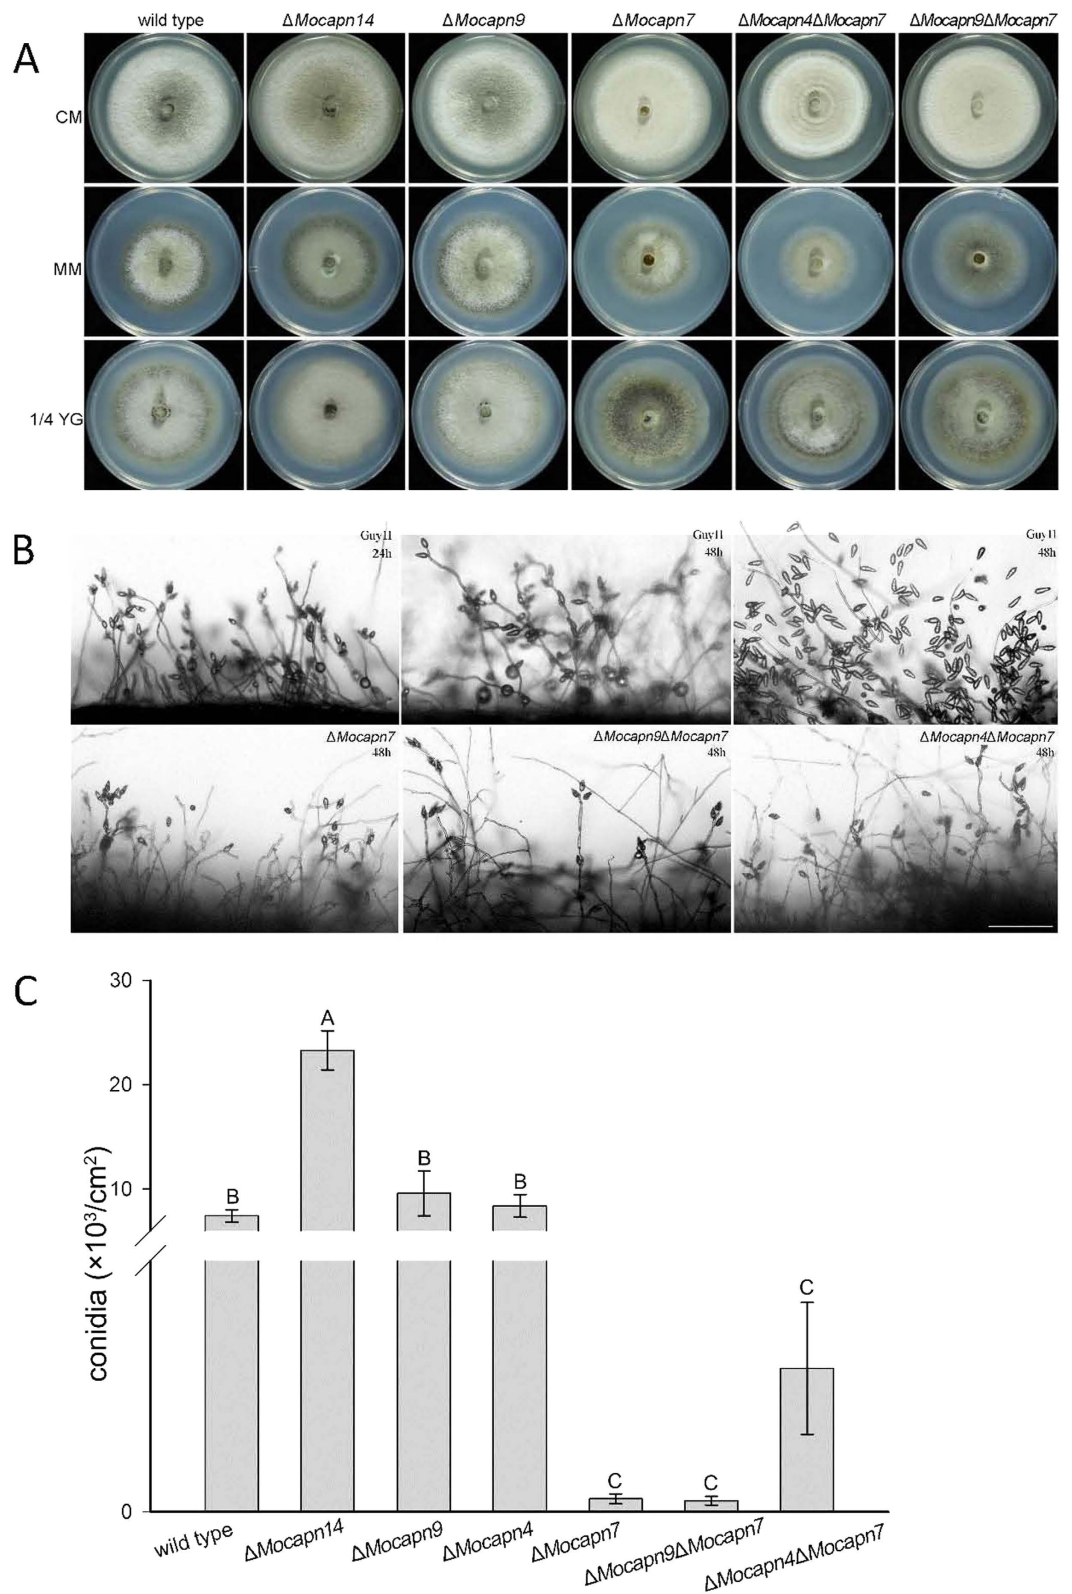 wild type ΔMocapn14 ΔMocapn9 ΔMocapn7 ΔMocapn4ΔMocapn7 ΔMocapn9ΔMocapn7
A
CM
MM
1/4 YG
B
Guy11
24h
Guy11
48h
Guy11
48h
ΔMocapn7
48h
ΔMocapn9ΔMocapn7
48h
ΔMocapn4ΔMocapn7
48h
C
conidia (×10³/cm²)
30
20
10
0
B
A
B
B
C
C
C
wild type
ΔMocapn14
ΔMocapn9
ΔMocapn4
ΔMocapn7
ΔMocapn9ΔMocapn7
ΔMocapn4ΔMocapn7